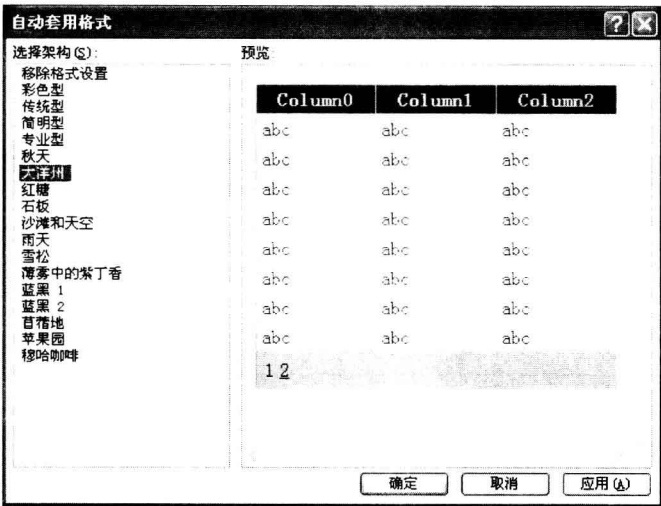 自动套用格式
选择架构(S):
移除格式设置
彩色型
传统型
简明型
专业型
秋天
大洋州
红糖
石板
沙滩和天空
雨天
雪松
薄雾中的紫丁香
蓝黑 1
蓝黑 2
苜蓿地
苹果园
穆哈咖啡
预览
Column0 Column1 Column2
abc abc abc
abc abc abc
abc abc abc
abc abc abc
abc abc abc
abc abc abc
abc abc abc
abc abc abc
1 2
确定 取消 应用(A)